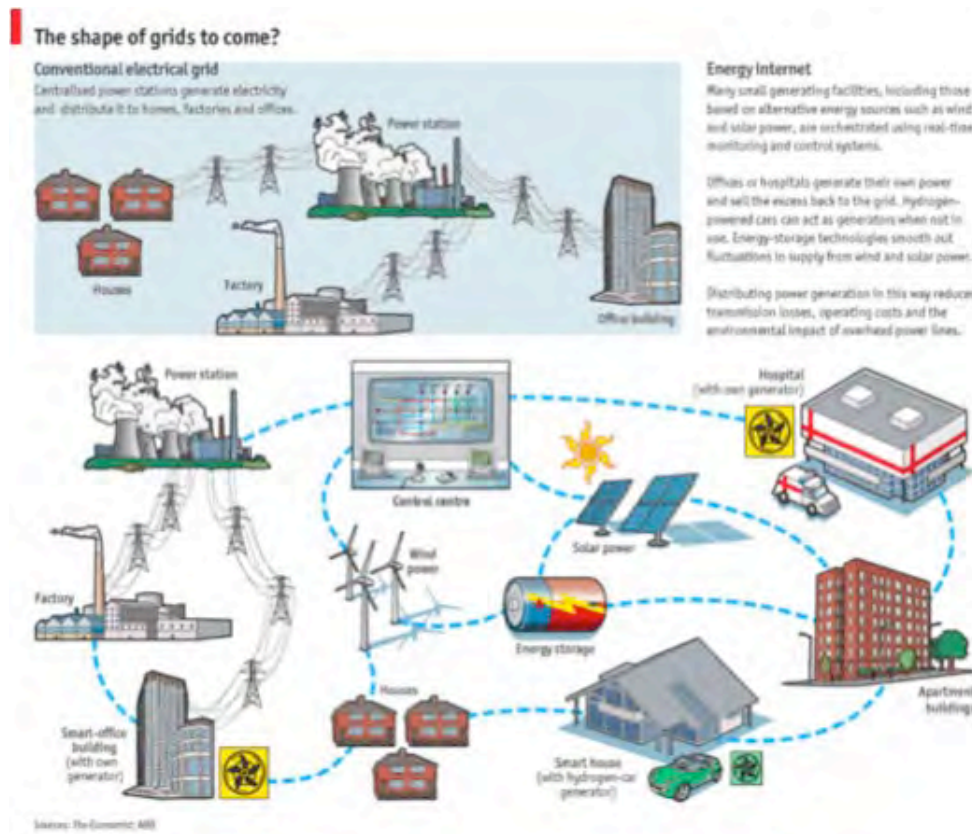 The shape of grids to come?
Conventional electrical grid
Centralised power stations generate electricity
and distribute it to homes, factories and offices.
Power station
Houses
Factory
Office building
Energy Internet
Many small generating facilities, including those
based on alternative energy sources such as wind
and solar power, are orchestrated using real-time
monitoring and control systems.
Offices or hospitals generate their own power
and sell the excess back to the grid. Hydrogen-
powered cars can act as generators when not in
use. Energy-storage technologies smooth out
fluctuations in supply from wind and solar power.
Distributing power generation in this way reduces
transmission losses, operating costs and the
environmental impact of overhead power lines.
Power station
Control centre
Hospital
(with own generator)
Solar power
Wind
power
Factory
Energy storage
Apartment
building
Houses
Smart-office
building
(with own
generator)
Smart house
(with hydrogen-car
generator)
Sources: The Economist; ABB